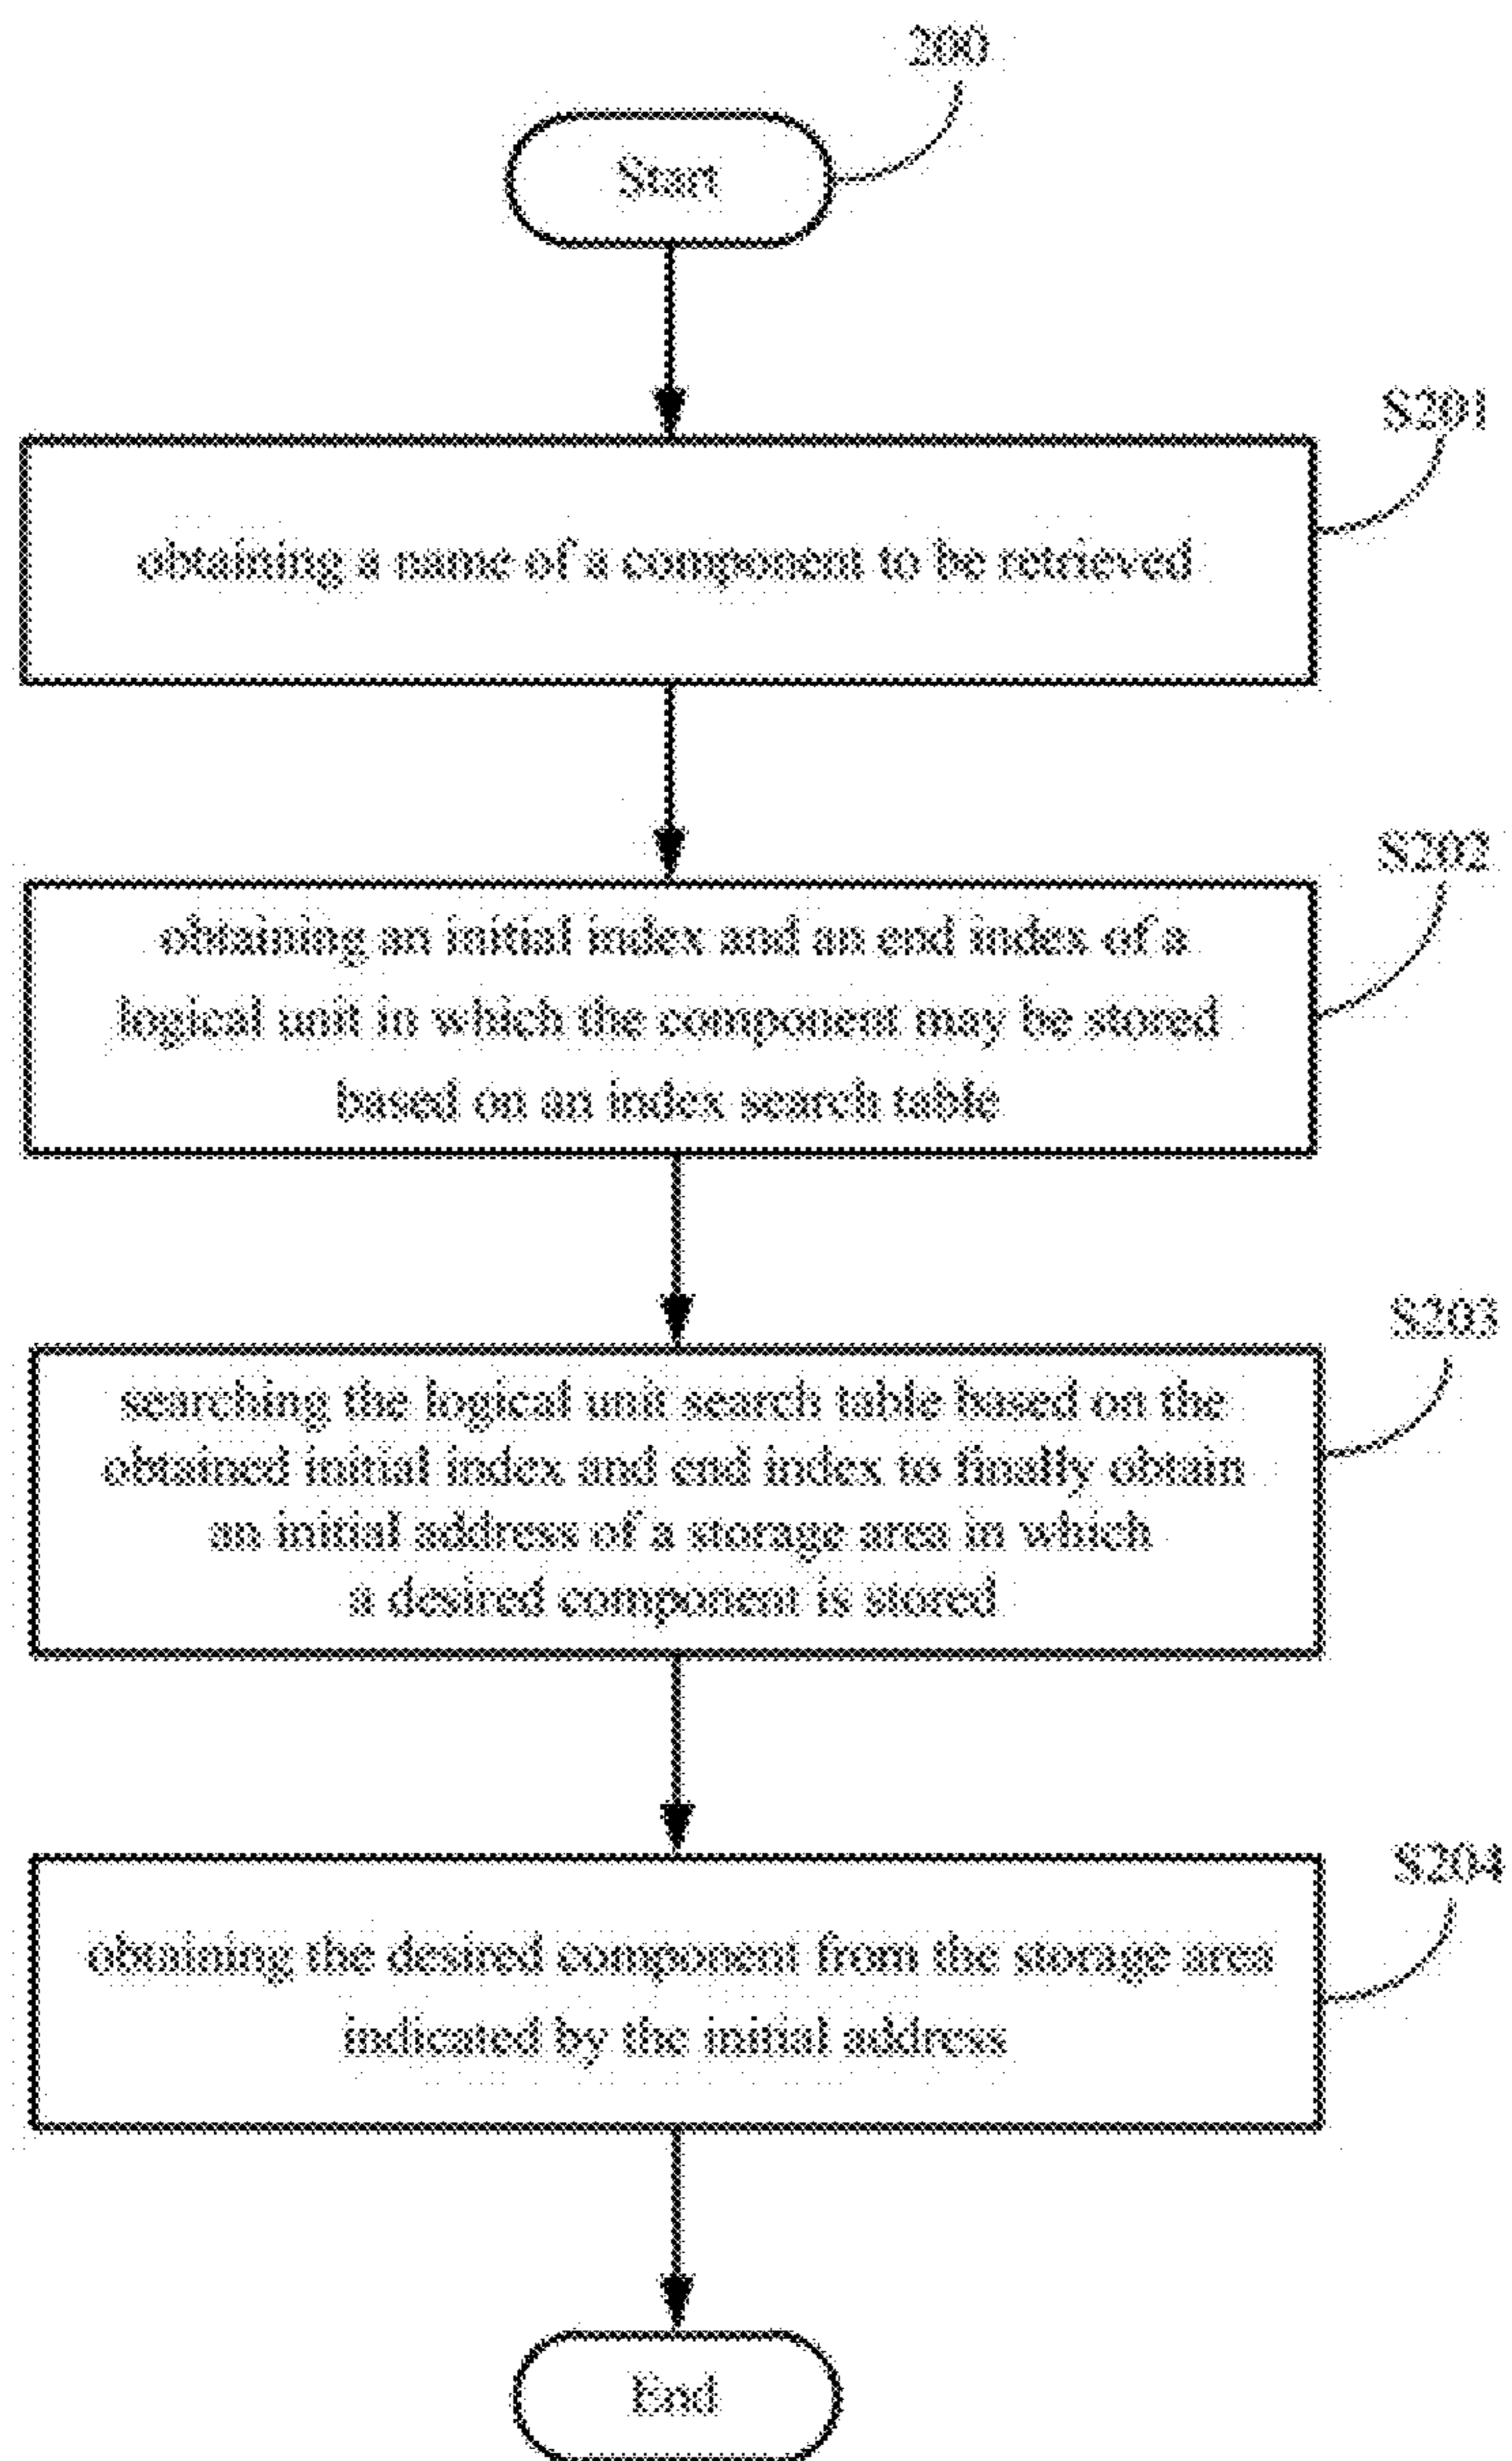 200
Start
S201
obtaining a name of a component to be retrieved
S202
obtaining an initial index and an end index of a
logical unit in which the component may be stored
based on an index search table
S203
searching the logical unit search table based on the
obtained initial index and end index to finally obtain
an initial address of a storage area in which
a desired component is stored
S204
obtaining the desired component from the storage area
indicated by the initial address
End